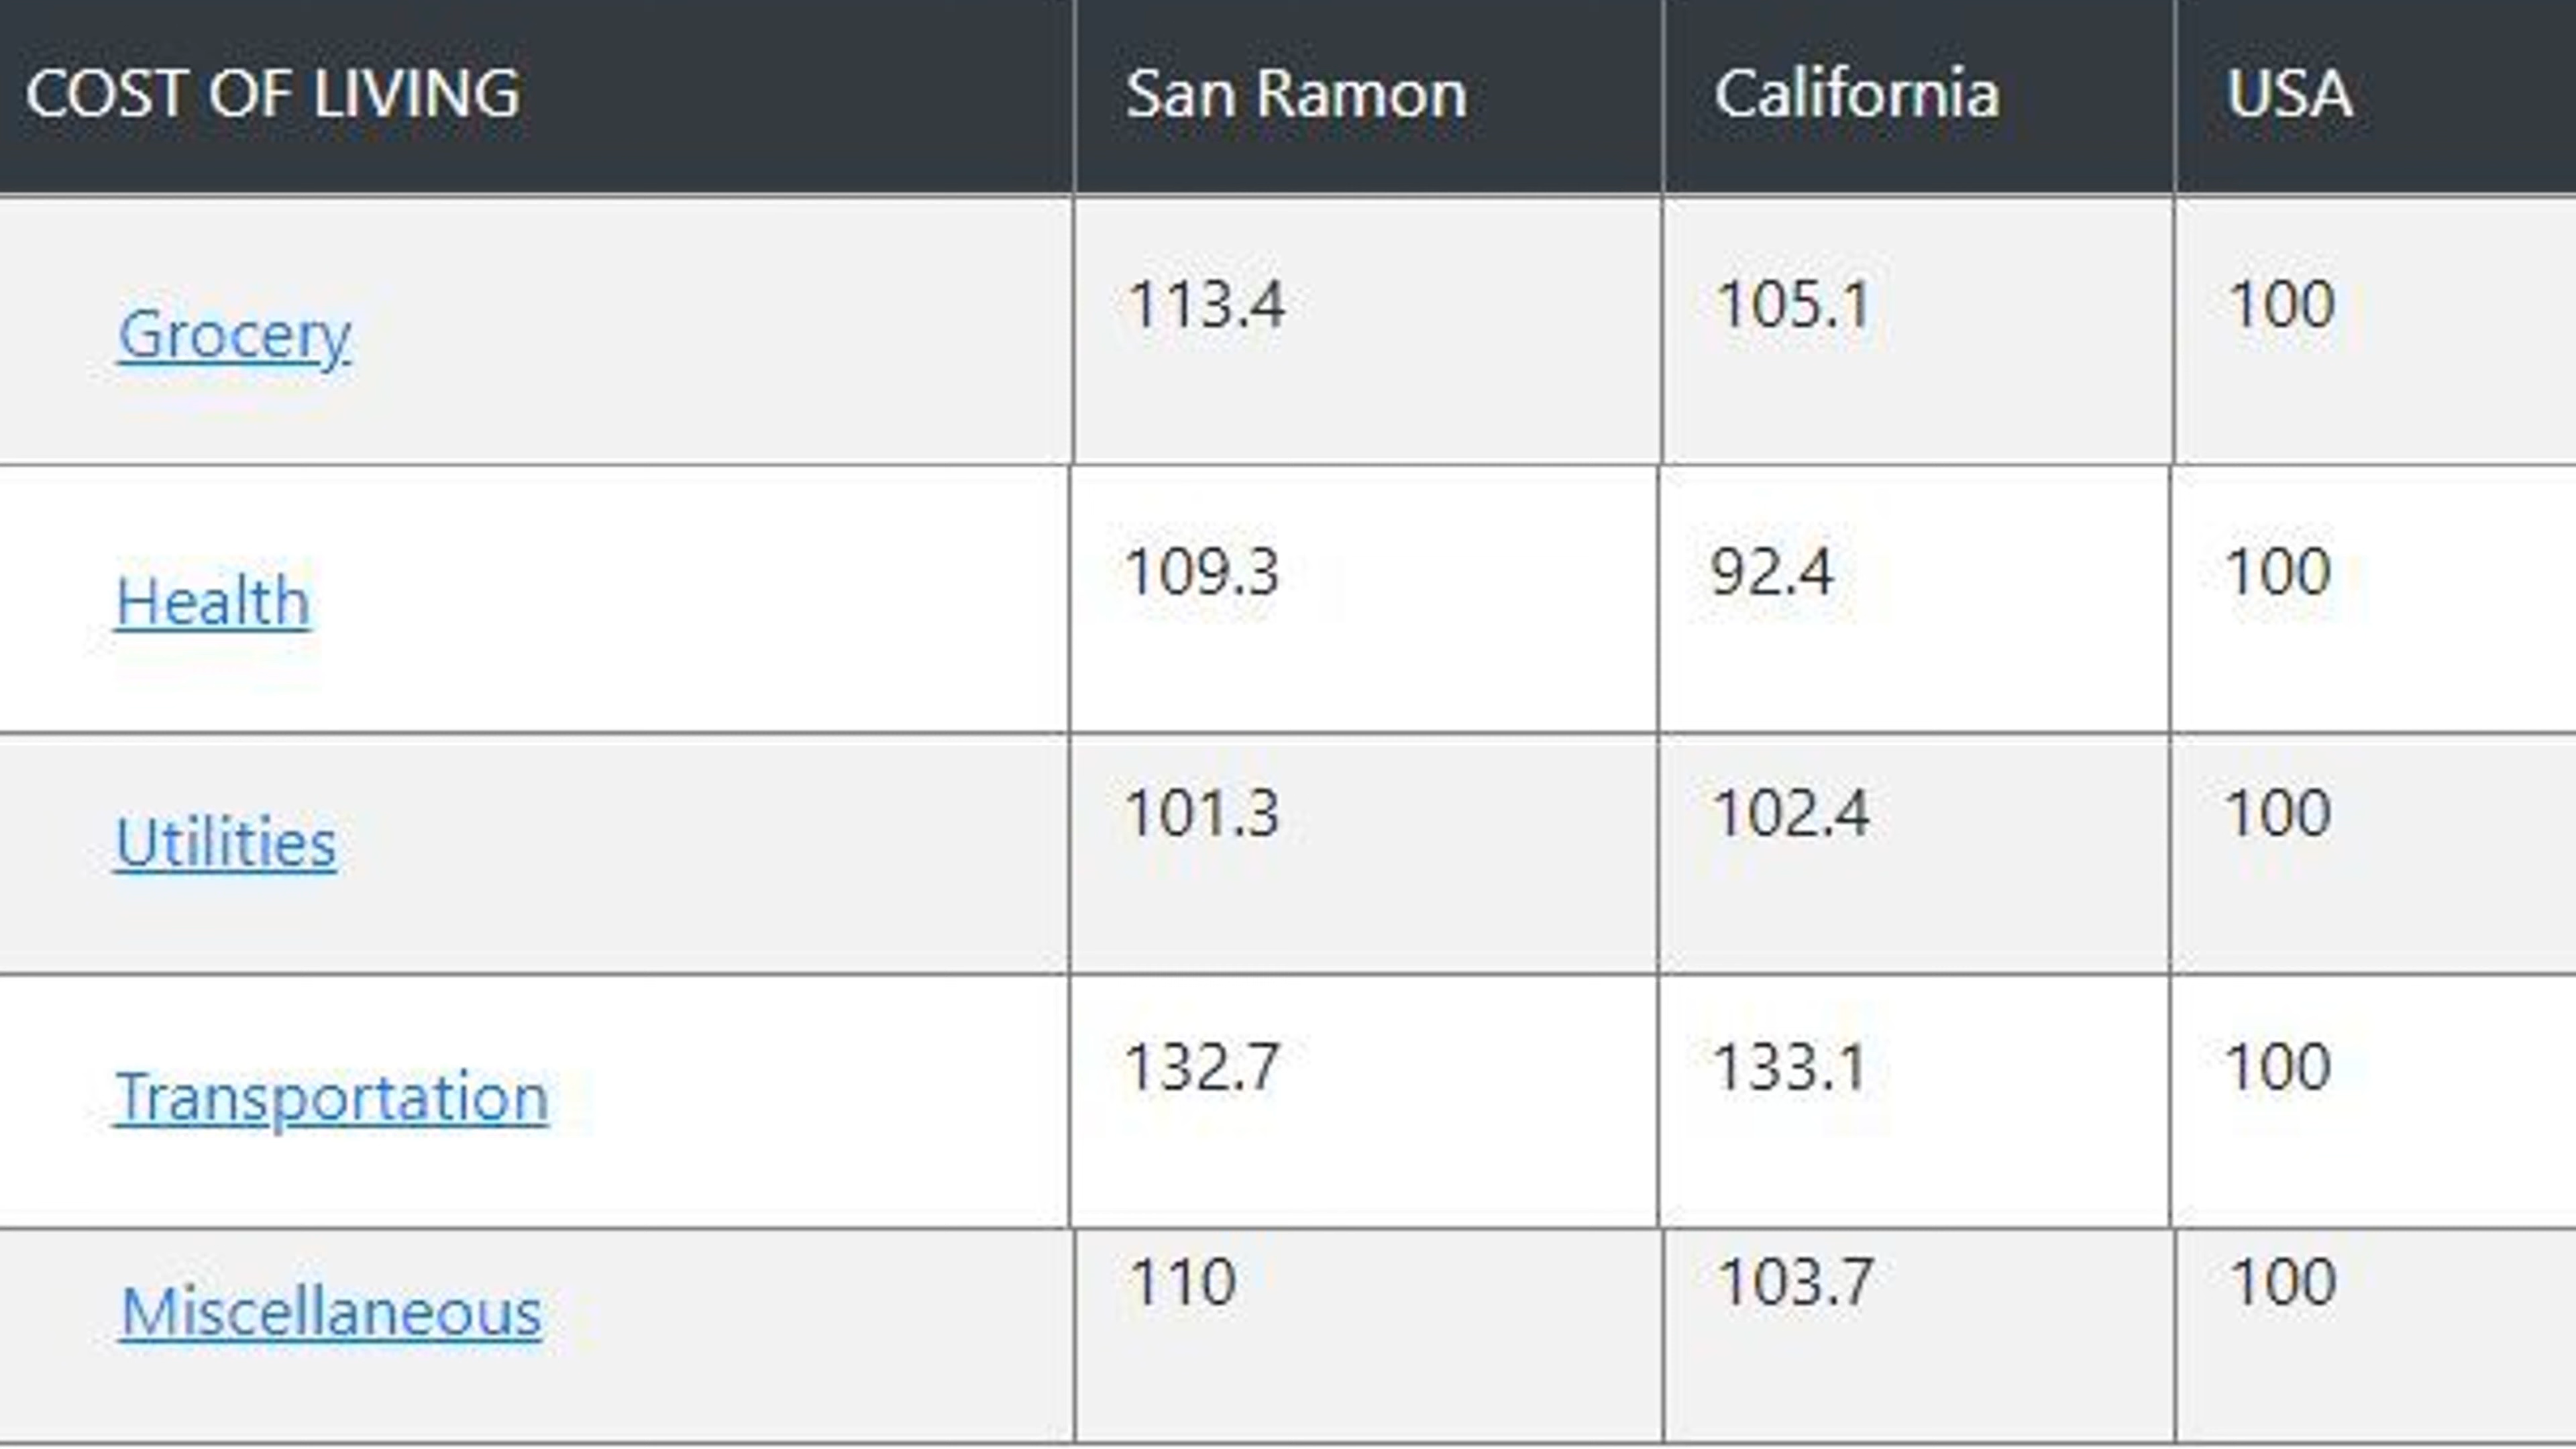 COST OF LIVING San Ramon California USA
Grocery 113.4 105.1 100
Health 109.3 92.4 100
Utilities 101.3 102.4 100
Transportation 132.7 133.1 100
Miscellaneous 110 103.7 100